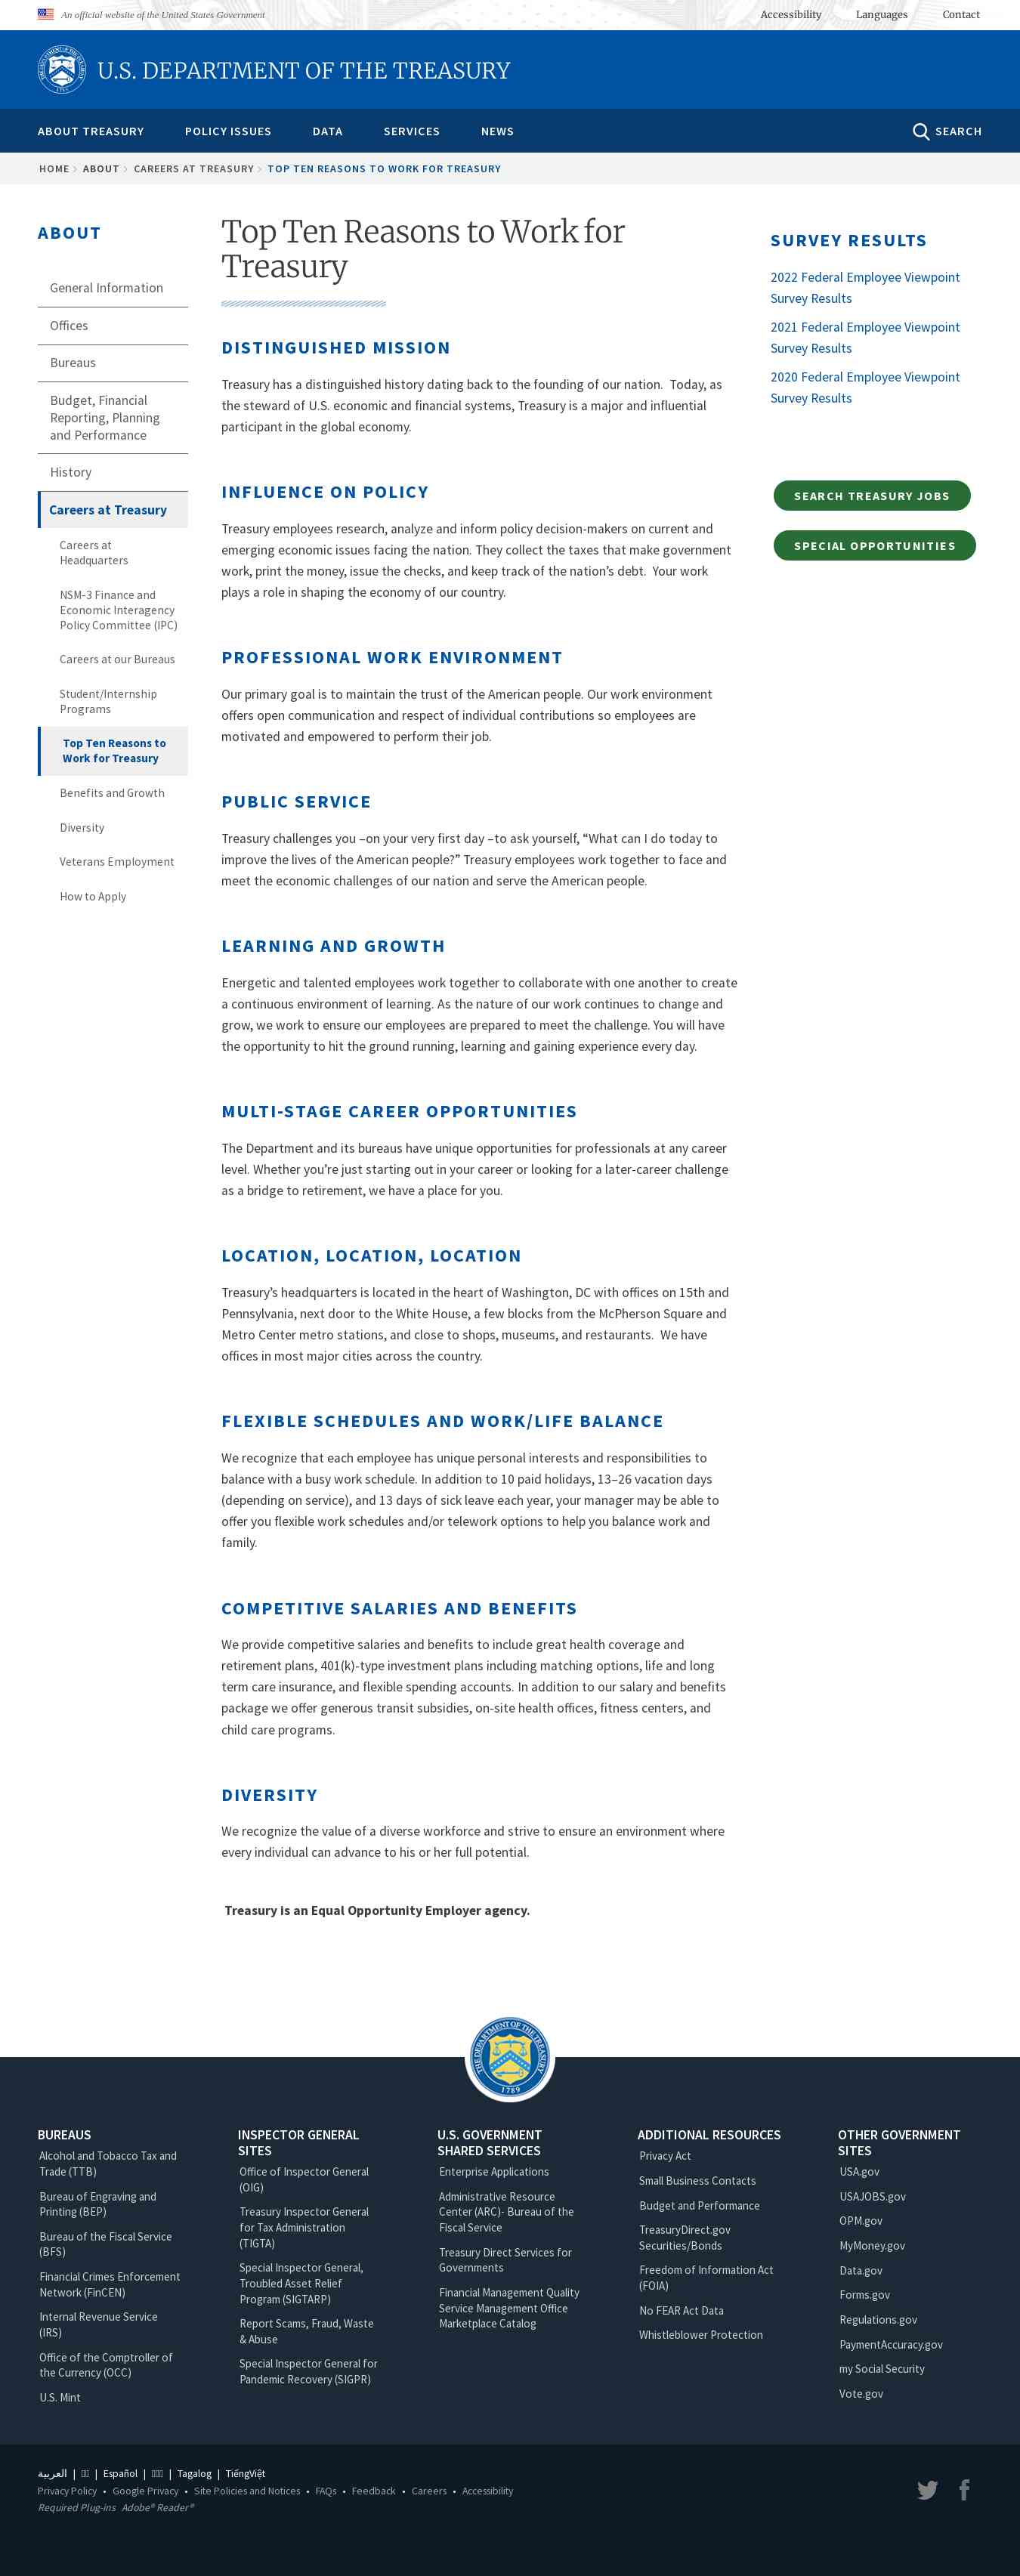 An official website of the United States Government
Accessibility Languages Contact
U.S. DEPARTMENT OF THE TREASURY
ABOUT TREASURY POLICY ISSUES DATA SERVICES NEWS SEARCH
HOME ABOUT CAREERS AT TREASURY TOP TEN REASONS TO WORK FOR TREASURY
ABOUT
General Information
Offices
Bureaus
Budget, Financial
Reporting, Planning
and Performance
History
Careers at Treasury
Careers at
Headquarters
NSM-3 Finance and
Economic Interagency
Policy Committee (IPC)
Careers at our Bureaus
Student/Internship
Programs
Top Ten Reasons to
Work for Treasury
Benefits and Growth
Diversity
Veterans Employment
How to Apply
Top Ten Reasons to Work for
Treasury
DISTINGUISHED MISSION
Treasury has a distinguished history dating back to the founding of our nation.  Today, as
the steward of U.S. economic and financial systems, Treasury is a major and influential
participant in the global economy.
INFLUENCE ON POLICY
Treasury employees research, analyze and inform policy decision-makers on current and
emerging economic issues facing the nation. They collect the taxes that make government
work, print the money, issue the checks, and keep track of the nation’s debt.  Your work
plays a role in shaping the economy of our country.
PROFESSIONAL WORK ENVIRONMENT
Our primary goal is to maintain the trust of the American people. Our work environment
offers open communication and respect of individual contributions so employees are
motivated and empowered to perform their job.
PUBLIC SERVICE
Treasury challenges you –on your very first day –to ask yourself, “What can I do today to
improve the lives of the American people?” Treasury employees work together to face and
meet the economic challenges of our nation and serve the American people.
LEARNING AND GROWTH
Energetic and talented employees work together to collaborate with one another to create
a continuous environment of learning. As the nature of our work continues to change and
grow, we work to ensure our employees are prepared to meet the challenge. You will have
the opportunity to hit the ground running, learning and gaining experience every day.
MULTI-STAGE CAREER OPPORTUNITIES
The Department and its bureaus have unique opportunities for professionals at any career
level. Whether you’re just starting out in your career or looking for a later-career challenge
as a bridge to retirement, we have a place for you.
LOCATION, LOCATION, LOCATION
Treasury’s headquarters is located in the heart of Washington, DC with offices on 15th and
Pennsylvania, next door to the White House, a few blocks from the McPherson Square and
Metro Center metro stations, and close to shops, museums, and restaurants.  We have
offices in most major cities across the country.
FLEXIBLE SCHEDULES AND WORK/LIFE BALANCE
We recognize that each employee has unique personal interests and responsibilities to
balance with a busy work schedule. In addition to 10 paid holidays, 13–26 vacation days
(depending on service), and 13 days of sick leave each year, your manager may be able to
offer you flexible work schedules and/or telework options to help you balance work and
family.
COMPETITIVE SALARIES AND BENEFITS
We provide competitive salaries and benefits to include great health coverage and
retirement plans, 401(k)-type investment plans including matching options, life and long
term care insurance, and flexible spending accounts. In addition to our salary and benefits
package we offer generous transit subsidies, on-site health offices, fitness centers, and
child care programs.
DIVERSITY
We recognize the value of a diverse workforce and strive to ensure an environment where
every individual can advance to his or her full potential.
Treasury is an Equal Opportunity Employer agency.
SURVEY RESULTS
2022 Federal Employee Viewpoint
Survey Results
2021 Federal Employee Viewpoint
Survey Results
2020 Federal Employee Viewpoint
Survey Results
SEARCH TREASURY JOBS
SPECIAL OPPORTUNITIES
THE DEPARTMENT OF THE TREASURY
1789
BUREAUS
Alcohol and Tobacco Tax and
Trade (TTB)
Bureau of Engraving and
Printing (BEP)
Bureau of the Fiscal Service
(BFS)
Financial Crimes Enforcement
Network (FinCEN)
Internal Revenue Service
(IRS)
Office of the Comptroller of
the Currency (OCC)
U.S. Mint
INSPECTOR GENERAL
SITES
Office of Inspector General
(OIG)
Treasury Inspector General
for Tax Administration
(TIGTA)
Special Inspector General,
Troubled Asset Relief
Program (SIGTARP)
Report Scams, Fraud, Waste
& Abuse
Special Inspector General for
Pandemic Recovery (SIGPR)
U.S. GOVERNMENT
SHARED SERVICES
Enterprise Applications
Administrative Resource
Center (ARC)- Bureau of the
Fiscal Service
Treasury Direct Services for
Governments
Financial Management Quality
Service Management Office
Marketplace Catalog
ADDITIONAL RESOURCES
Privacy Act
Small Business Contacts
Budget and Performance
TreasuryDirect.gov
Securities/Bonds
Freedom of Information Act
(FOIA)
No FEAR Act Data
Whistleblower Protection
OTHER GOVERNMENT
SITES
USA.gov
USAJOBS.gov
OPM.gov
MyMoney.gov
Data.gov
Forms.gov
Regulations.gov
PaymentAccuracy.gov
my Social Security
Vote.gov
العربية | | Español | | Tagalog | TiếngViệt
Privacy Policy • Google Privacy • Site Policies and Notices • FAQs • Feedback • Careers • Accessibility
Required Plug-ins Adobe® Reader®